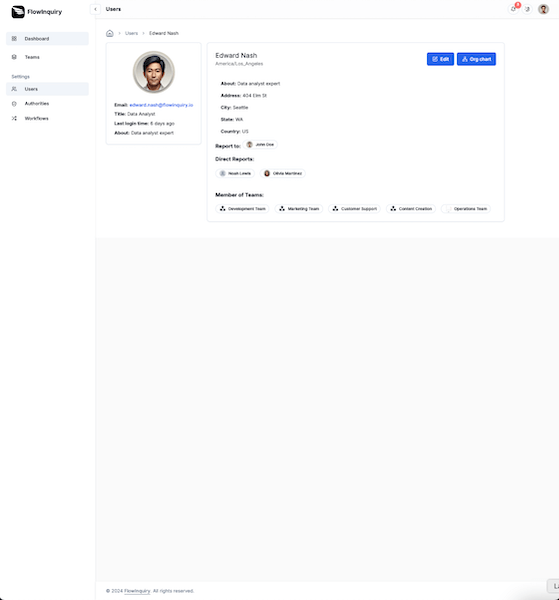 FlowInquiry
Users
9
Dashboard
Teams
Settings
Users
Authorities
Workflows
Users
Edward Nash
Email: edward.nash@flowinquiry.io
Title: Data Analyst
Last login time: 6 days ago
About: Data analyst expert
Edward Nash
America/Los_Angeles
Edit
Org chart
About: Data analyst expert
Address: 404 Elm St
City: Seattle
State: WA
Country: US
Report to:
John Doe
Direct Reports:
Noah Lewis
Olivia Martinez
Member of Teams:
Development Team
Marketing Team
Customer Support
Content Creation
Operations Team
© 2024 FlowInquiry. All rights reserved.